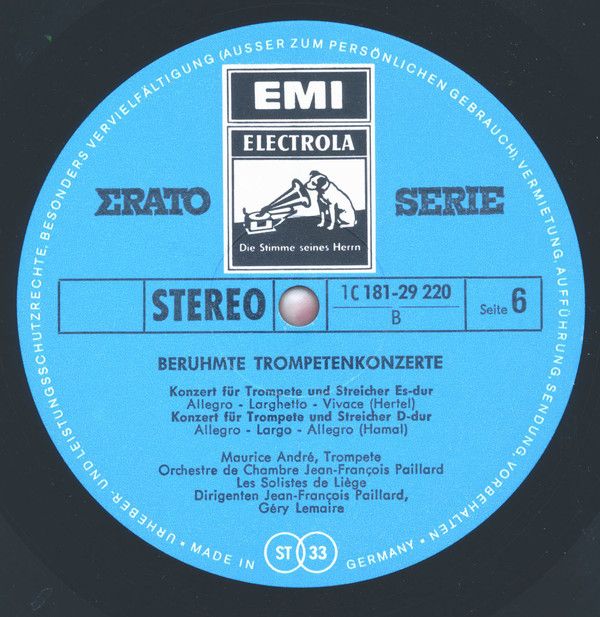 URHEBER- UND LEISTUNGSSCHUTZRECHTE, BESONDERS VERVIELFÄLTIGUNG (AUSSER ZUM PERSÖNLICHEN GEBRAUCH), VERMIETUNG, AUFFÜHRUNG, SENDUNG, VORBEHALTEN
EMI
ELECTROLA
ΣRATO SERIE
Die Stimme seines Herrn
STEREO
1C 181-29 220
B
Seite 6
BERUHMTE TROMPETENKONZERTE
Konzert für Trompete und Streicher Es-dur
Allegro - Larghetto - Vivace (Hertel)
Konzert für Trompete und Streicher D-dur
Allegro - Largo - Allegro (Hamal)
Maurice André, Trompete
Orchestre de Chambre Jean-François Paillard
Les Solistes de Liège
Dirigenten Jean-François Paillard,
Géry Lemaire
• MADE IN GERMANY •
ST 33